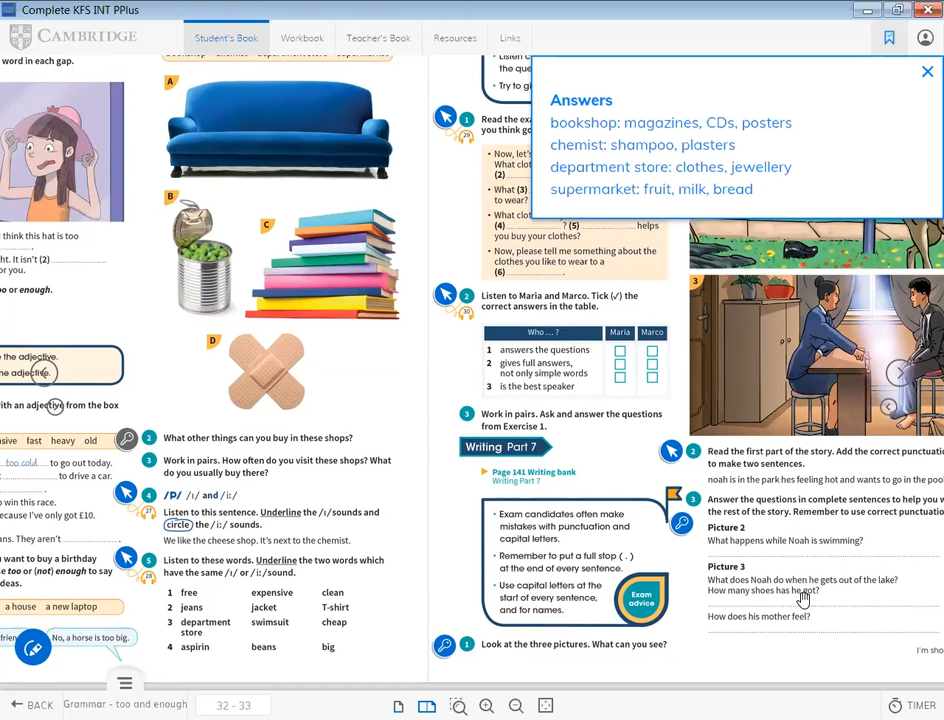 Complete KFS INT PPlus
CAMBRIDGE
Student's Book
Workbook
Teacher's Book
Resources
Links
word in each gap.
I think this hat is too
ht. It isn't (2)
or you.
oo or enough.
e the adjective.
he adjective.
with an adjective from the box
sive fast heavy old
too cold to go out today.
to drive a car.
o win this race.
ecause I've only got £10.
ans. They aren't
u want to buy a birthday
se too or (not) enough to say
deas.
a house a new laptop
frien
No, a horse is too big.
A
B
C
D
2 What other things can you buy in these shops?
3 Work in pairs. How often do you visit these shops? What
do you usually buy there?
4 /ɪ/ and /iː/
27
Listen to this sentence. Underline the /ɪ/sounds and
circle the /iː/ sounds.
We like the cheese shop. It's next to the chemist.
5 Listen to these words. Underline the two words which
have the same /ɪ/ or /iː/sound.
28
1 free expensive clean
2 jeans jacket T-shirt
3 department store swimsuit cheap
4 aspirin beans big
the que
Try to gi
1 Read the exa
you think go
29
Now, let's
What clot
(2)
What (3)
to wear?
What clot
(4) ? (5) helps
you buy your clothes?
Now, please tell me something about the
clothes you like to wear to a
(6) .
2 Listen to Maria and Marco. Tick (✓) the
correct answers in the table.
30
Who ... ? Maria Marco
1 answers the questions
2 gives full answers,
not only simple words
3 is the best speaker
3 Work in pairs. Ask and answer the questions
from Exercise 1.
Writing Part 7
Page 141 Writing bank
Writing Part 7
Exam candidates often make
mistakes with punctuation and
capital letters.
Remember to put a full stop ( . )
at the end of every sentence.
Use capital letters at the
start of every sentence,
and for names.
Exam
advice
1 Look at the three pictures. What can you see?
Answers
bookshop: magazines, CDs, posters
chemist: shampoo, plasters
department store: clothes, jewellery
supermarket: fruit, milk, bread
3
2 Read the first part of the story. Add the correct punctuation
to make two sentences.
noah is in the park hes feeling hot and wants to go in the pool
3 Answer the questions in complete sentences to help you w
the rest of the story. Remember to use correct punctuation
Picture 2
What happens while Noah is swimming?
Picture 3
What does Noah do when he gets out of the lake?
How many shoes has he got?
How does his mother feel?
I'm sho
BACK
Grammar - too and enough
32 - 33
TIMER